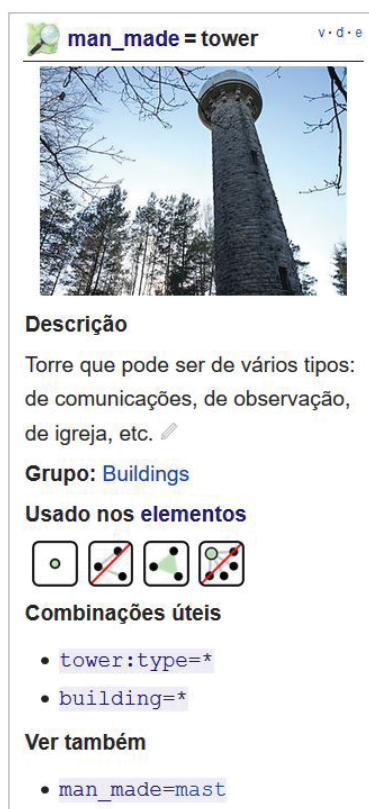 man_made = tower
v · d · e
Descrição
Torre que pode ser de vários tipos:
de comunicações, de observação,
de igreja, etc.
Grupo: Buildings
Usado nos elementos
Combinações úteis
• tower:type=*
• building=*
Ver também
• man_made=mast